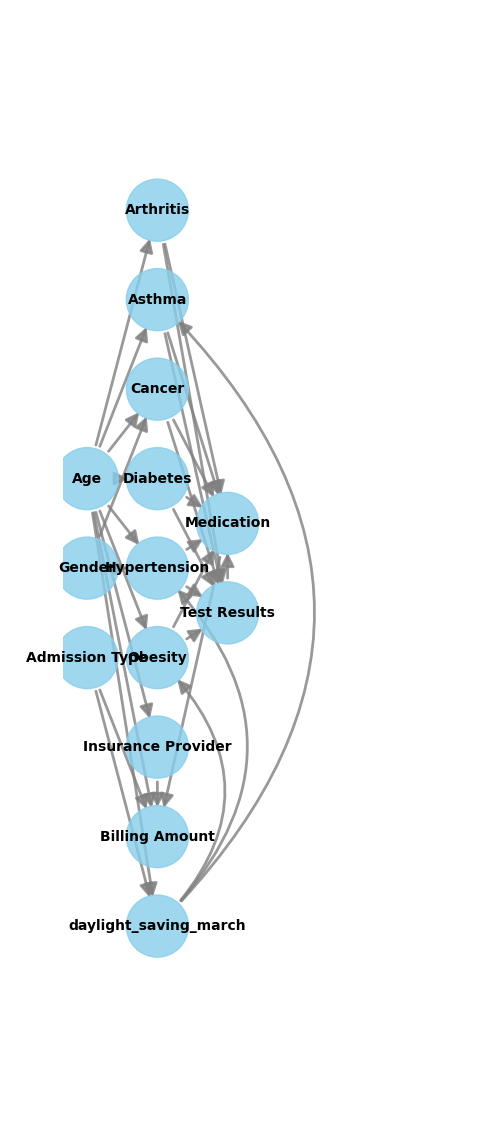 Arthritis
Asthma
Cancer
Age
Diabetes
Medication
Gender
Hypertension
Test Results
Admission Type
Obesity
Insurance Provider
Billing Amount
daylight_saving_march